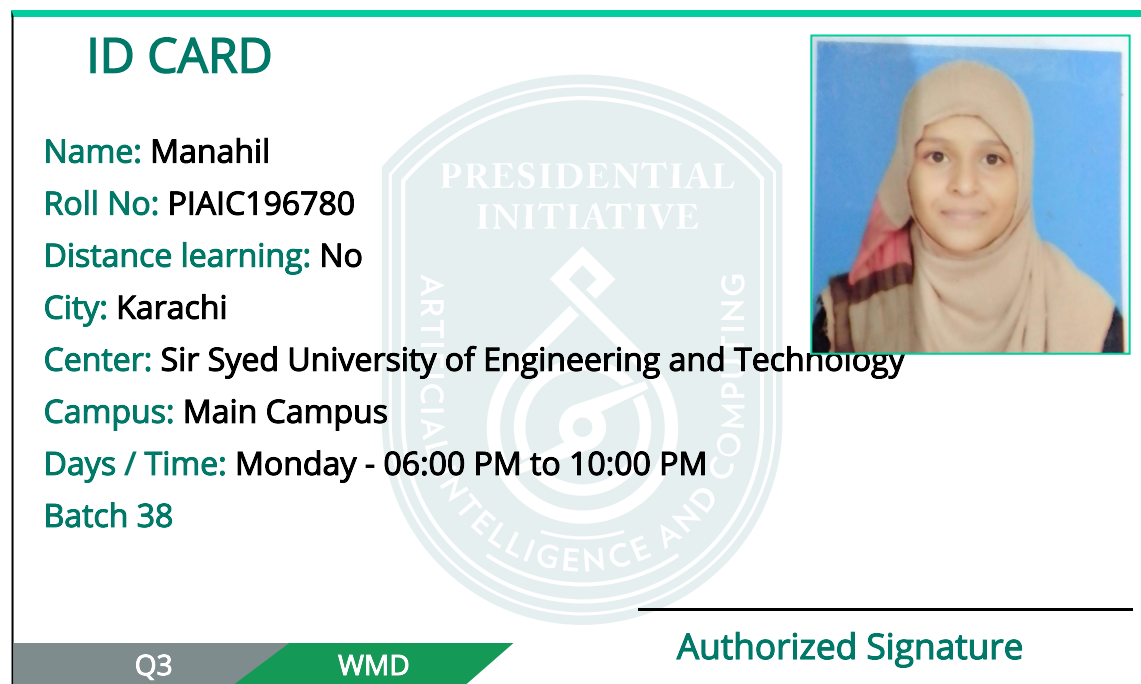 ID CARD
Name: Manahil
Roll No: PIAIC196780
Distance learning: No
City: Karachi
Center: Sir Syed University of Engineering and Technology
Campus: Main Campus
Days / Time: Monday - 06:00 PM to 10:00 PM
Batch 38
PRESIDENTIAL
INITIATIVE
ARTIFICIAL INTELLIGENCE AND COMPUTING
Authorized Signature
Q3
WMD